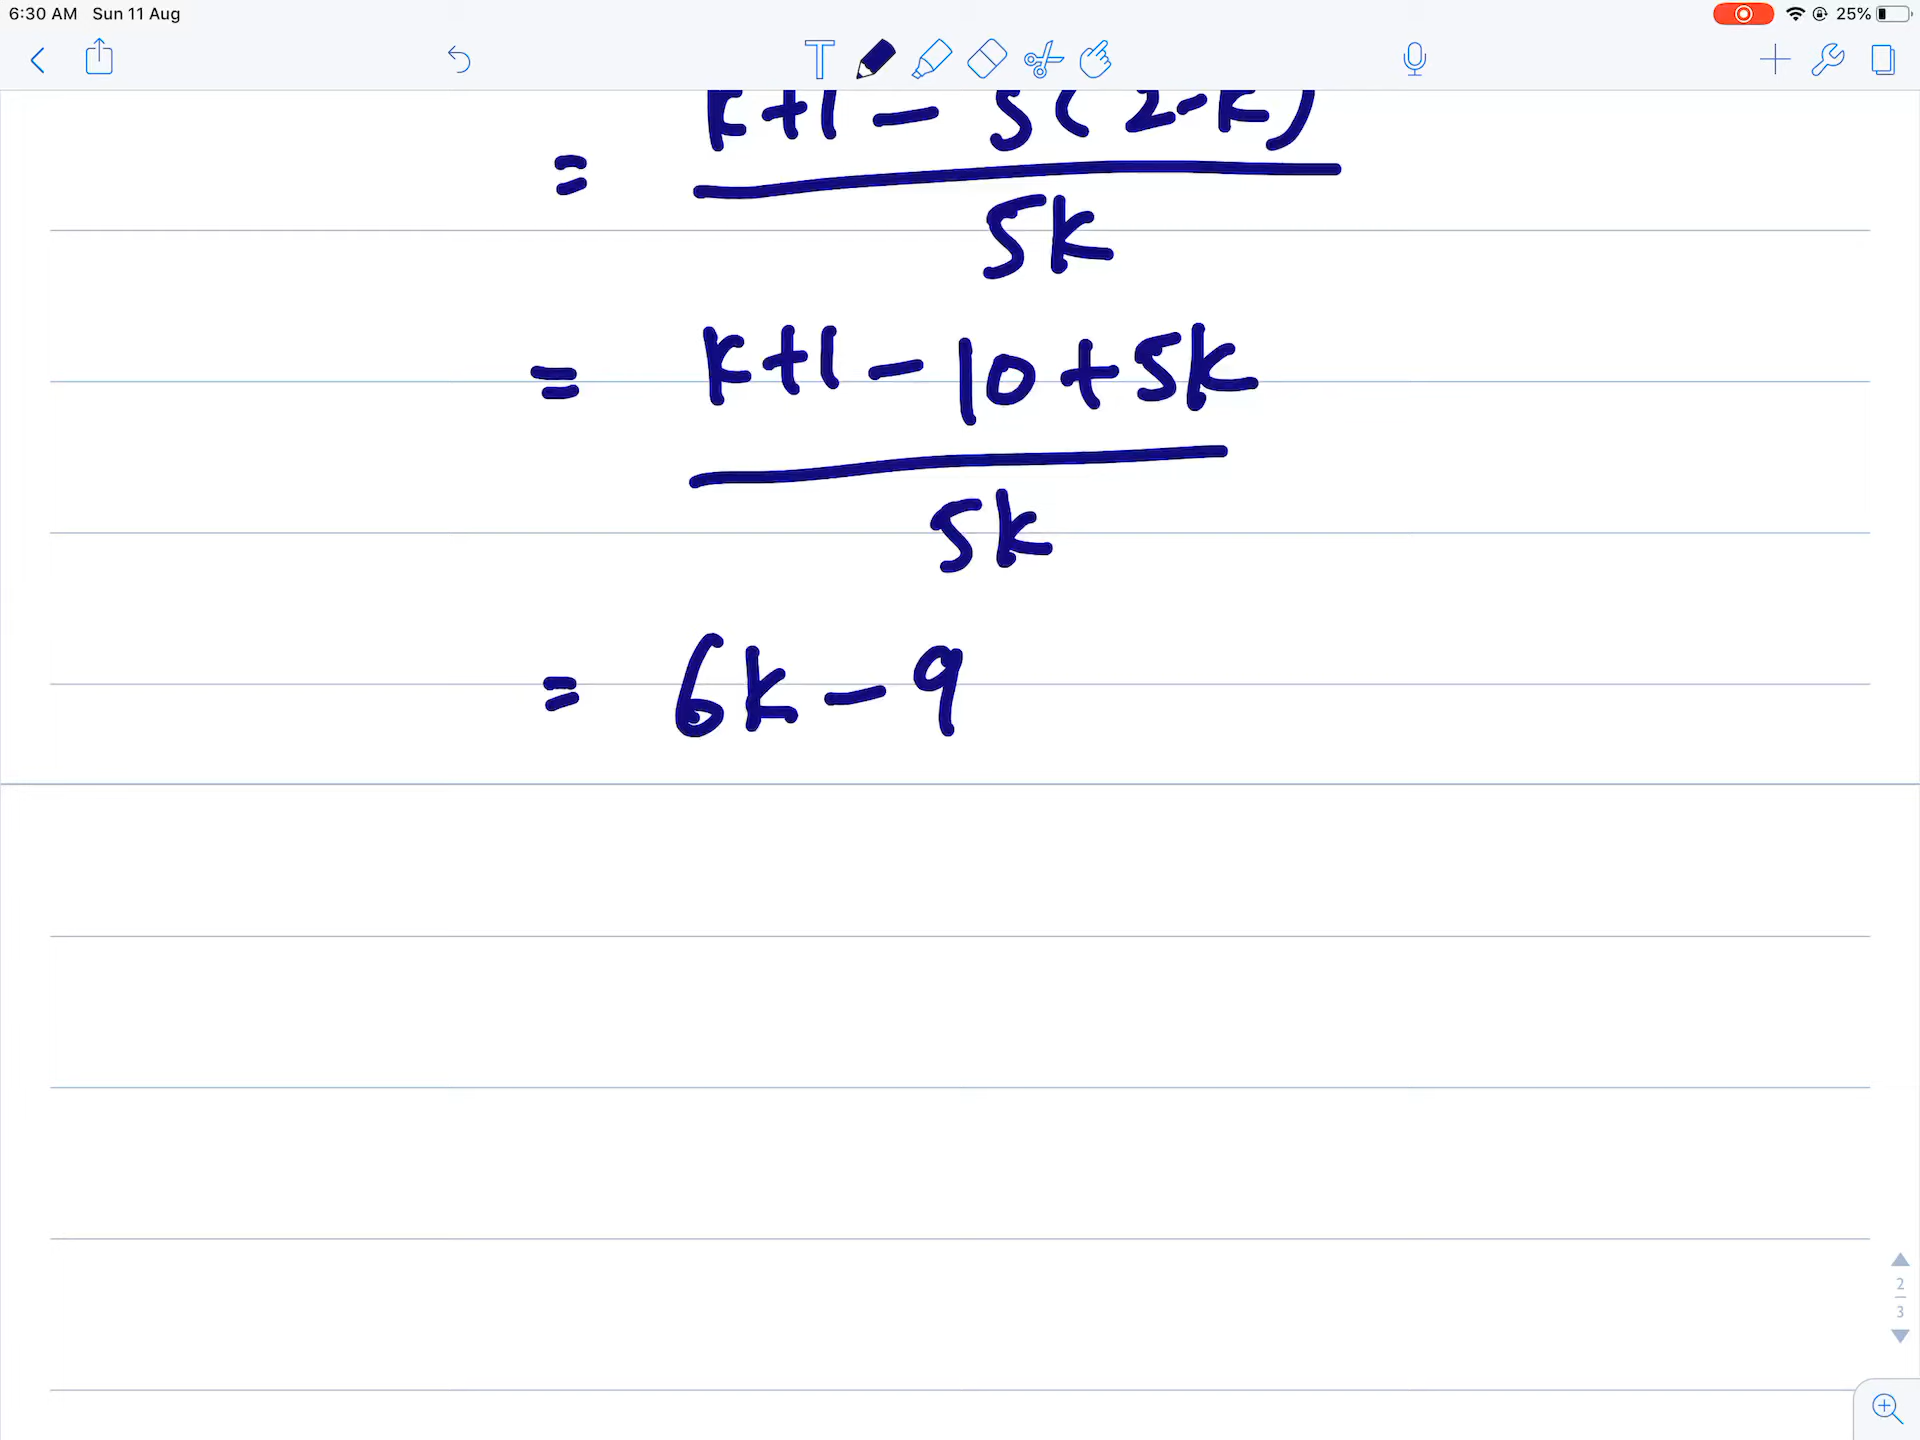 6:30 AM Sun 11 Aug
25%
T
k+1 - 5(2-k)
=
5k
= k+1 - 10 + 5k
5k
= 6k - 9
2
3